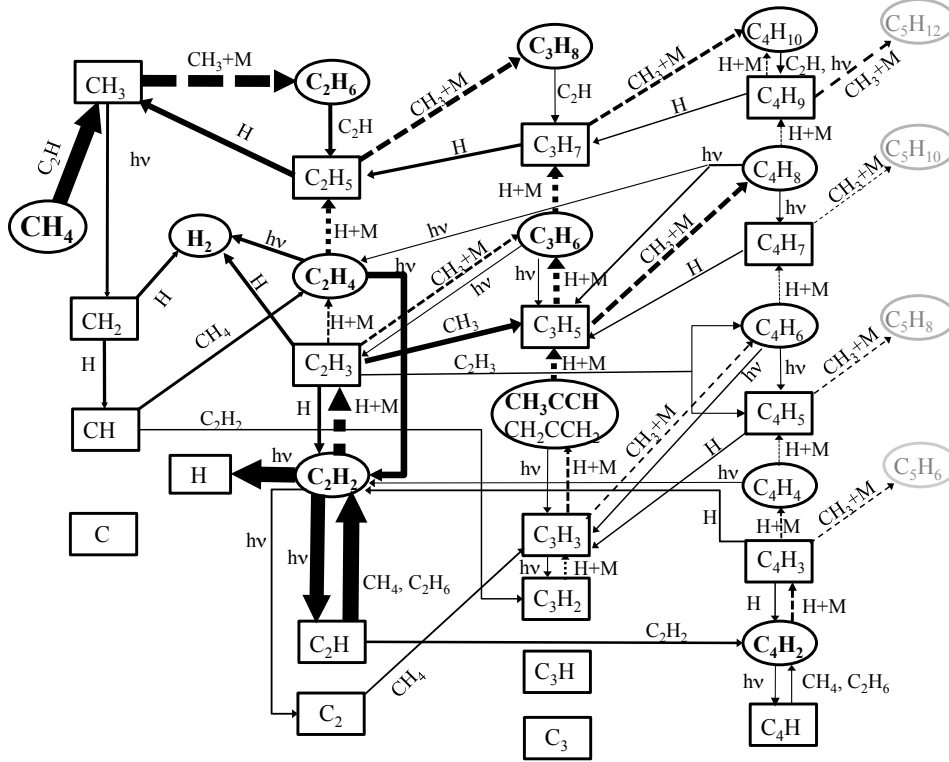 C₄H₁₀
C₅H₁₂
C₃H₈
CH₃+M
C₂H₆
CH₃
CH₃+M
CH₃+M
H+M
C₂H, hν
CH₃+M
C₄H₉
C₂H
C₂H
H
C₂H
hν
H
C₂H₅
H
C₃H₇
H+M
C₅H₁₀
hν
C₄H₈
CH₃+M
H+M
CH₄
H₂
H+M
hν
C₃H₆
CH₃+M
hν
C₄H₇
hν
C₂H₄
hν
CH₃+M
hν
hν
H+M
H
H+M
H
H
CH₂
CH₄
H+M
CH₃
C₃H₅
C₄H₆
C₅H₈
H
C₂H₃
C₂H₃
H+M
CH₃+M
hν
hν
CH₃+M
CH
C₂H₂
H
H+M
CH₃CCH
CH₂CCH₂
C₄H₅
H
H+M
H
hν
C₂H₂
hν
H+M
hν
C₄H₄
C₅H₆
C
hν
hν
C₃H₃
H
H+M
CH₃+M
C₄H₃
hν
H+M
CH₄, C₂H₆
C₃H₂
H
H+M
C₂H
C₂H₂
C₄H₂
CH₄
C₃H
hν
CH₄, C₂H₆
C₂
C₃
C₄H